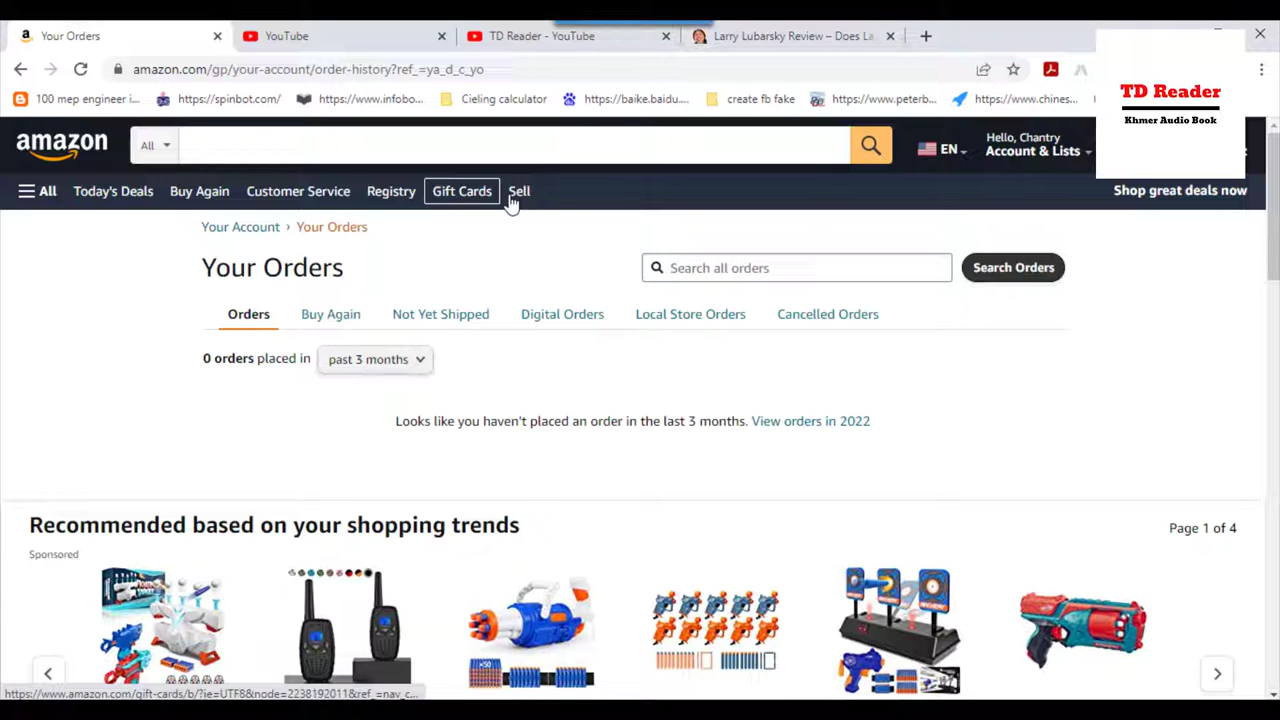 Your Orders
YouTube
TD Reader - YouTube
Larry Lubarsky Review – Does La
amazon.com/gp/your-account/order-history?ref_=ya_d_c_yo
100 mep engineer i...
https://spinbot.com/
https://www.infobo...
Cieling calculator
https://baike.baidu....
create fb fake
https://www.peterb...
https://www.chines...
TD Reader
Khmer Audio Book
amazon
All
EN
Hello, Chantry
Account & Lists
All
Today's Deals
Buy Again
Customer Service
Registry
Gift Cards
Sell
Shop great deals now
Your Account › Your Orders
Your Orders
Search all orders
Search Orders
Orders
Buy Again
Not Yet Shipped
Digital Orders
Local Store Orders
Cancelled Orders
0 orders placed in
past 3 months
Looks like you haven't placed an order in the last 3 months. View orders in 2022
Recommended based on your shopping trends
Page 1 of 4
Sponsored
https://www.amazon.com/gift-cards/b/?ie=UTF8&node=2238192011&ref_=nav_c...